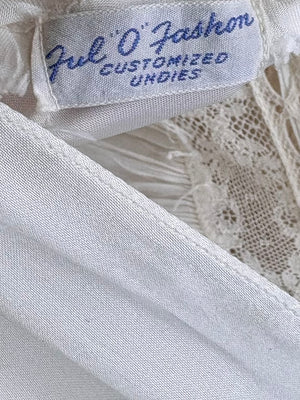 Ful "O" Fashon
CUSTOMIZED
UNDIES